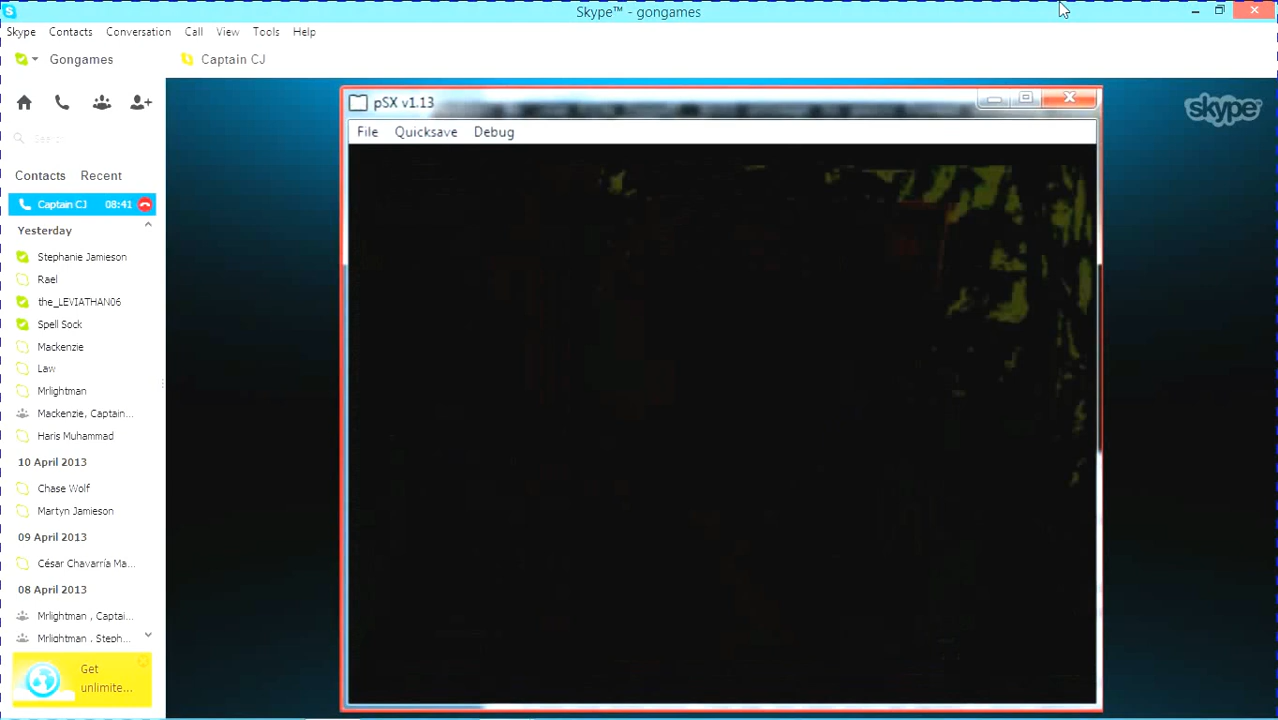 Skype™ - gongames
Skype Contacts Conversation Call View Tools Help
Gongames
Captain CJ
skype
pSX v1.13
File Quicksave Debug
Contacts Recent
Captain CJ 08:41
Yesterday
Stephanie Jamieson
Rael
the_LEVIATHAN06
Spell Sock
Mackenzie
Law
Mrlightman
Mackenzie, Captain...
Haris Muhammad
10 April 2013
Chase Wolf
Martyn Jamieson
09 April 2013
César Chavarría Ma...
08 April 2013
Mrlightman , Captai...
Mrlightman , Steph...
Get
unlimite...